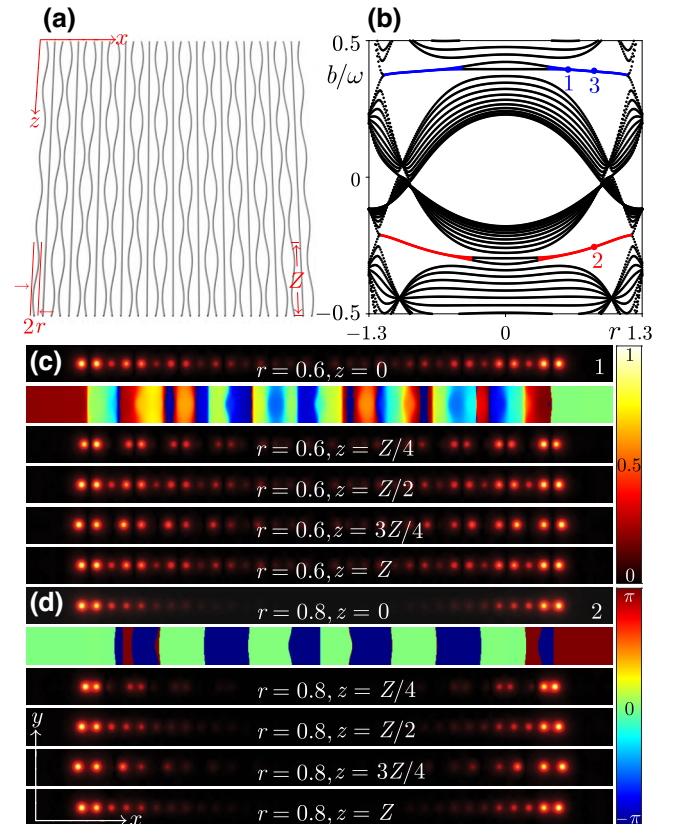 (a)
x
z
Z
2r
(b)
0.5
b/ω
1
3
0
2
−0.5
−1.3
0
r
1.3
(c)
r = 0.6, z = 0
1
r = 0.6, z = Z/4
r = 0.6, z = Z/2
r = 0.6, z = 3Z/4
r = 0.6, z = Z
1
0.5
0
(d)
r = 0.8, z = 0
2
r = 0.8, z = Z/4
r = 0.8, z = Z/2
r = 0.8, z = 3Z/4
r = 0.8, z = Z
y
x
π
0
−π